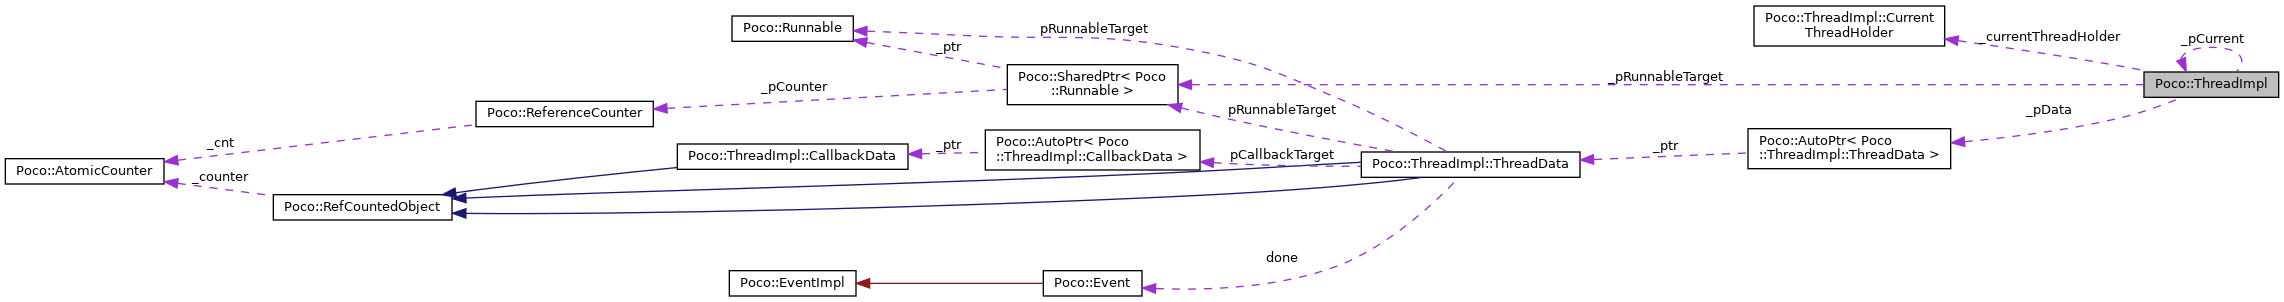 Poco::Runnable
pRunnableTarget
Poco::ThreadImpl::Current
ThreadHolder
_currentThreadHolder
_pCurrent
_ptr
Poco::SharedPtr< Poco
::Runnable >
_pRunnableTarget
Poco::ThreadImpl
_pCounter
Poco::ReferenceCounter
pRunnableTarget
_pData
_cnt
Poco::AtomicCounter
_counter
Poco::ThreadImpl::CallbackData
_ptr
Poco::AutoPtr< Poco
::ThreadImpl::CallbackData >
pCallbackTarget
Poco::ThreadImpl::ThreadData
_ptr
Poco::AutoPtr< Poco
::ThreadImpl::ThreadData >
Poco::RefCountedObject
done
Poco::EventImpl
Poco::Event